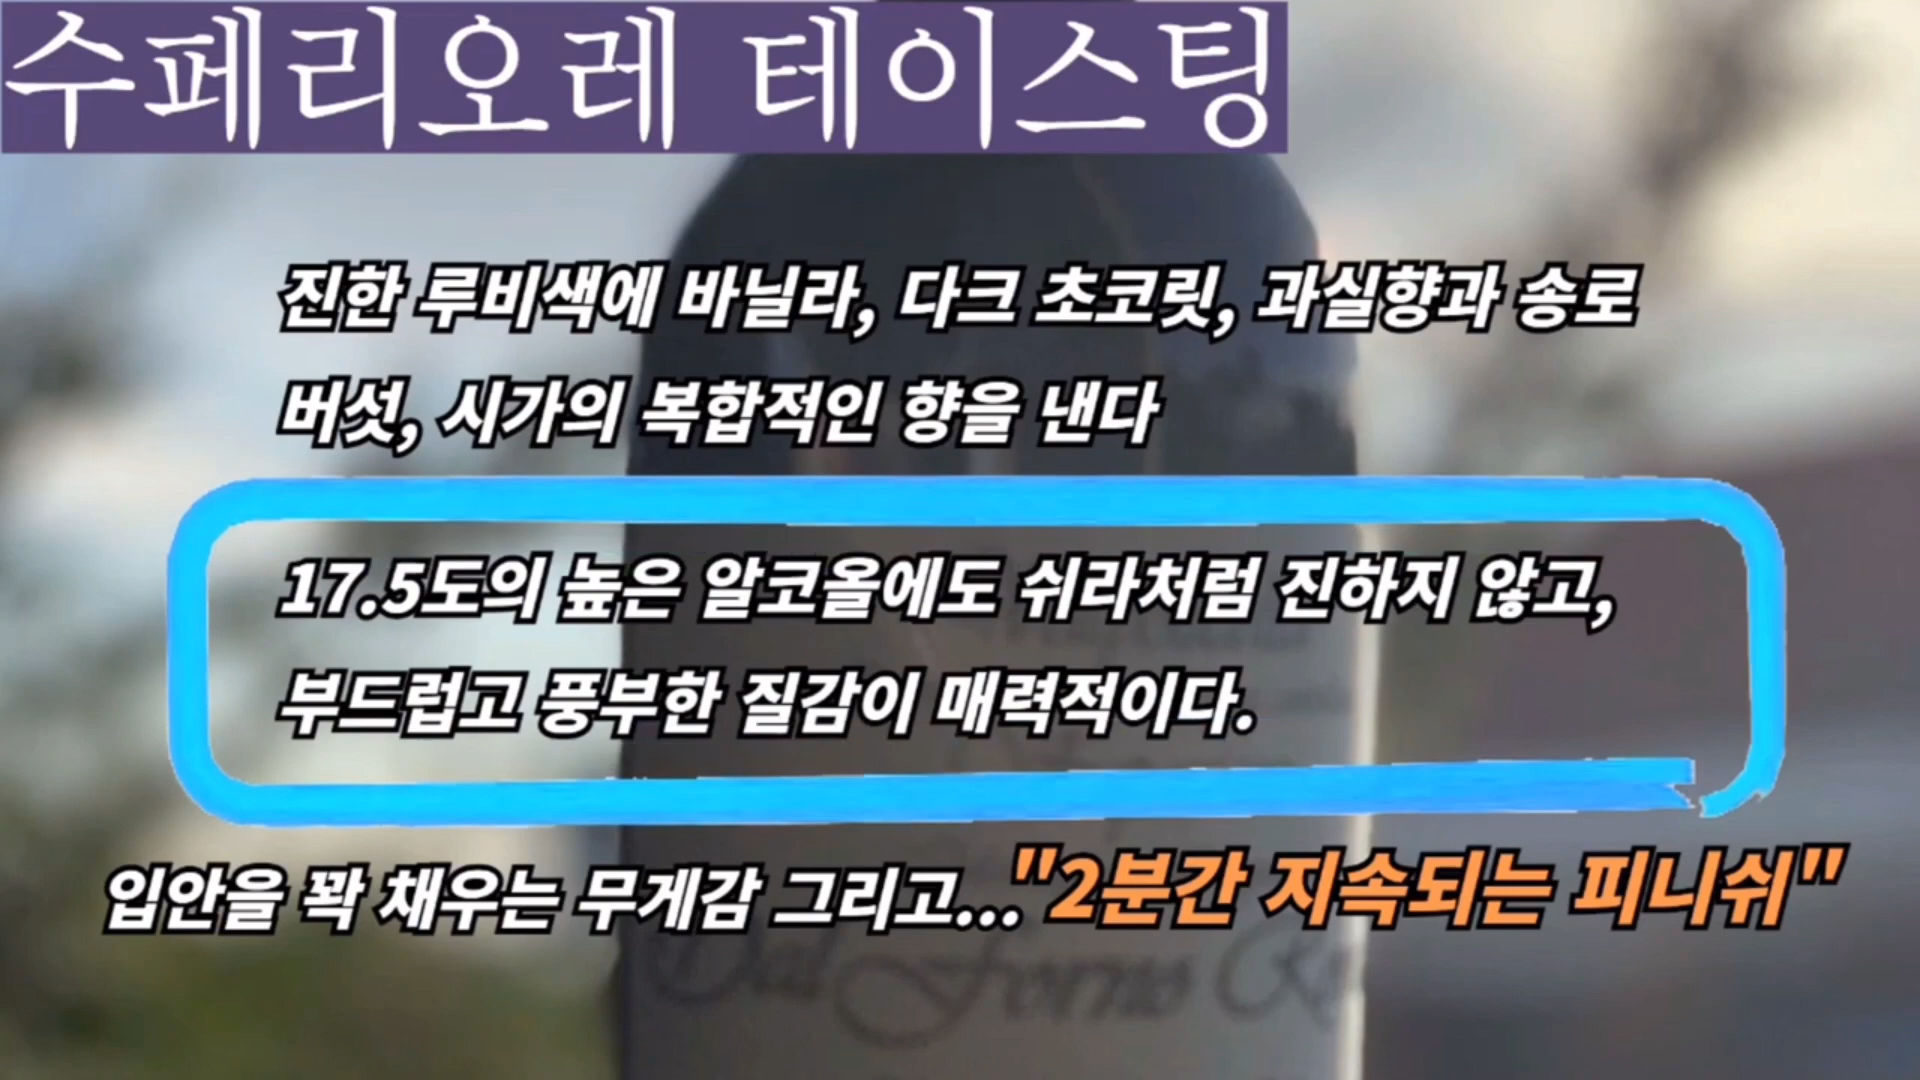 수페리오레 테이스팅
진한 루비색에 바닐라, 다크 초코릿, 과실향과 송로
버섯, 시가의 복합적인 향을 낸다
17.5도의 높은 알코올에도 쉬라처럼 진하지 않고,
부드럽고 풍부한 질감이 매력적이다.
입안을 꽉 채우는 무게감 그리고..."2분간 지속되는 피니쉬"
Dal Forno